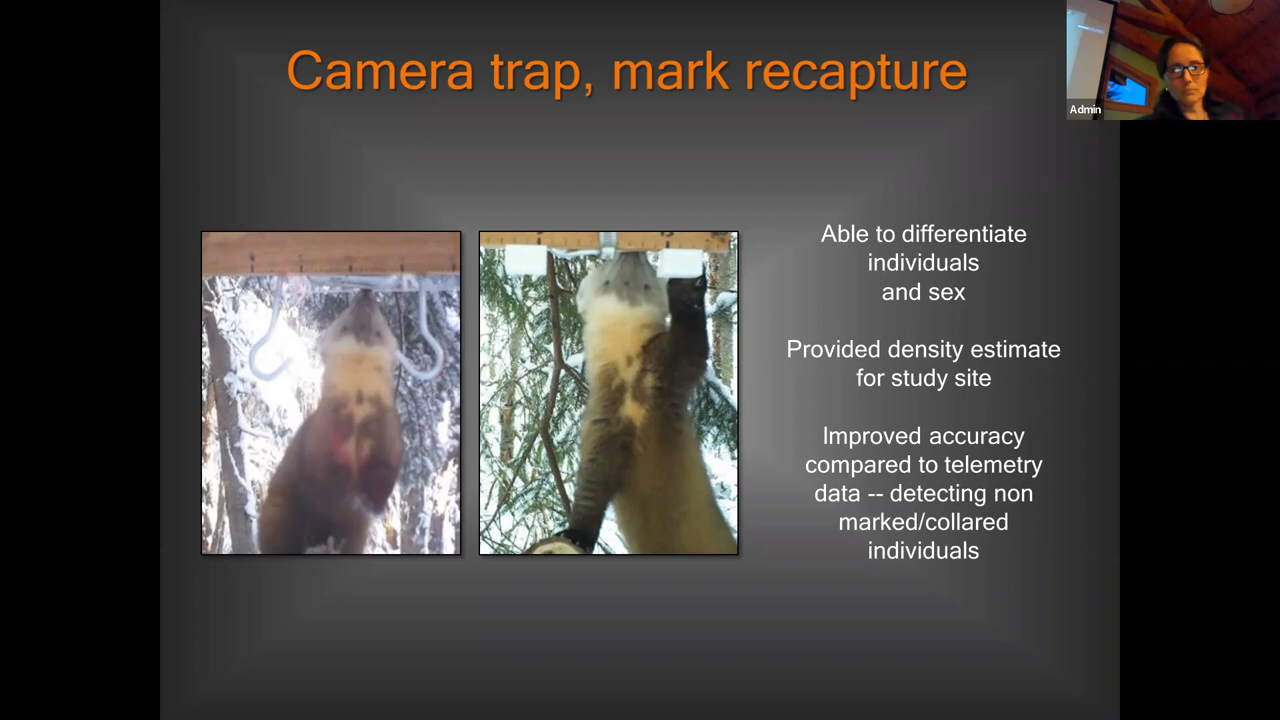 Camera trap, mark recapture
Admin
Able to differentiate
individuals
and sex
Provided density estimate
for study site
Improved accuracy
compared to telemetry
data -- detecting non
marked/collared
individuals